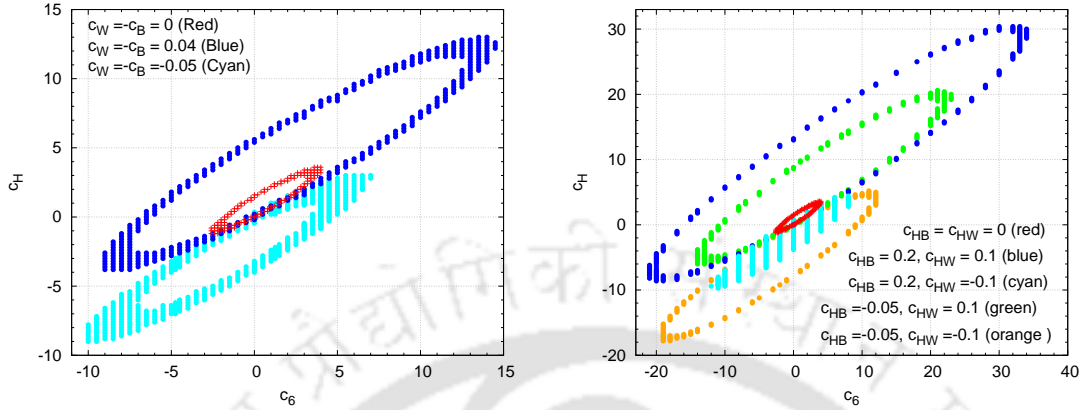 15
10
5
0
-5
-10
c_H
c_W =-c_B = 0 (Red)
c_W =-c_B = 0.04 (Blue)
c_W =-c_B = -0.05 (Cyan)
-10 -5 0 5 10 15
c_6
30
20
10
0
-10
-20
c_H
c_HB = c_HW = 0 (red)
c_HB = 0.2, c_HW = 0.1 (blue)
c_HB = 0.2, c_HW = -0.1 (cyan)
c_HB =-0.05, c_HW = 0.1 (green)
c_HB =-0.05, c_HW = -0.1 (orange )
-20 -10 0 10 20 30 40
c_6